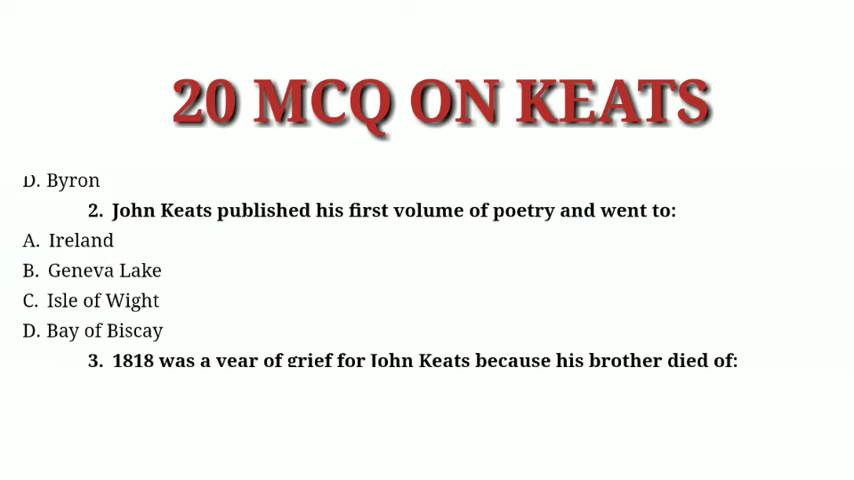 20 MCQ ON KEATS
D. Byron
2. John Keats published his first volume of poetry and went to:
A. Ireland
B. Geneva Lake
C. Isle of Wight
D. Bay of Biscay
3. 1818 was a year of grief for John Keats because his brother died of: